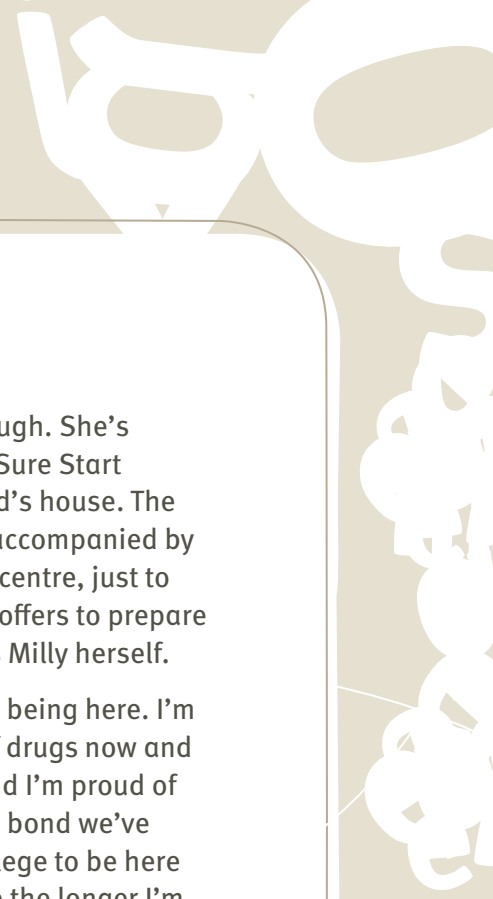 ugh. She's
Sure Start
d's house. The
accompanied by
centre, just to
offers to prepare
Milly herself.
being here. I'm
drugs now and
d I'm proud of
bond we've
lege to be here
the longer I'm